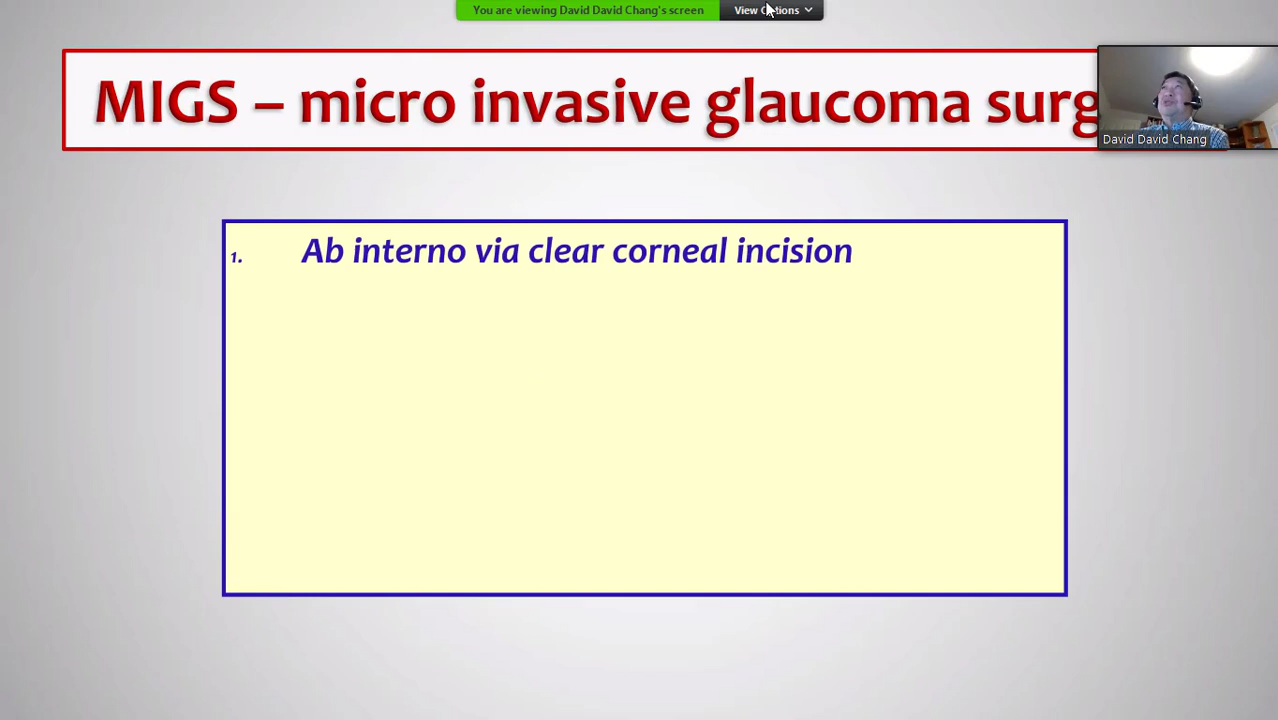 You are viewing David David Chang's screen
View Options
MIGS – micro invasive glaucoma surg
David David Chang
1. Ab interno via clear corneal incision